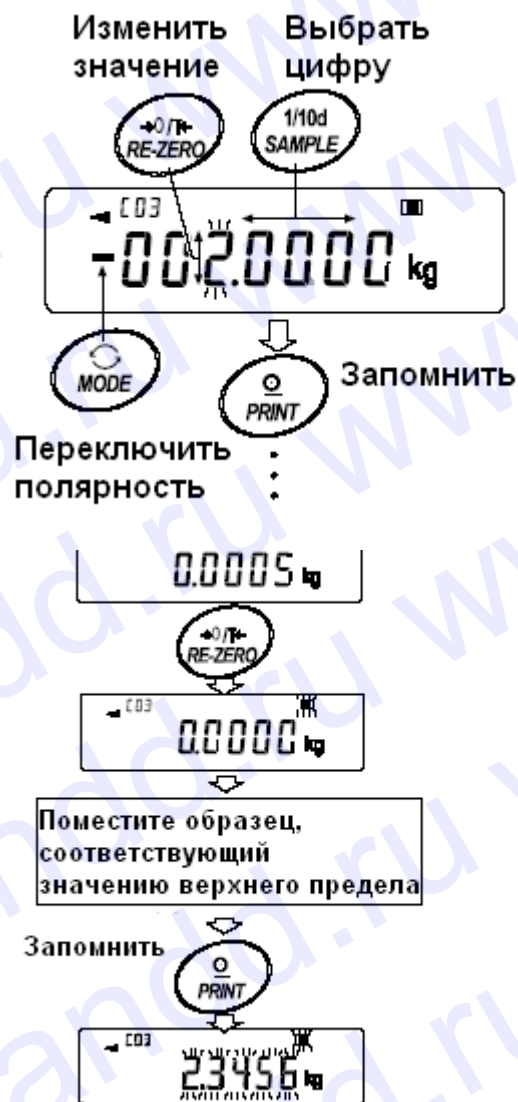 Изменить значение
Выбрать цифру
→0/T←
RE-ZERO
1/10d
SAMPLE
C03
-002.0000 kg
MODE
PRINT
Запомнить
Переключить
полярность
0.0005 kg
→0/T←
RE-ZERO
C03
0.0000 kg
Поместите образец,
соответствующий
значению верхнего предела
Запомнить
PRINT
C03
2.3456 kg